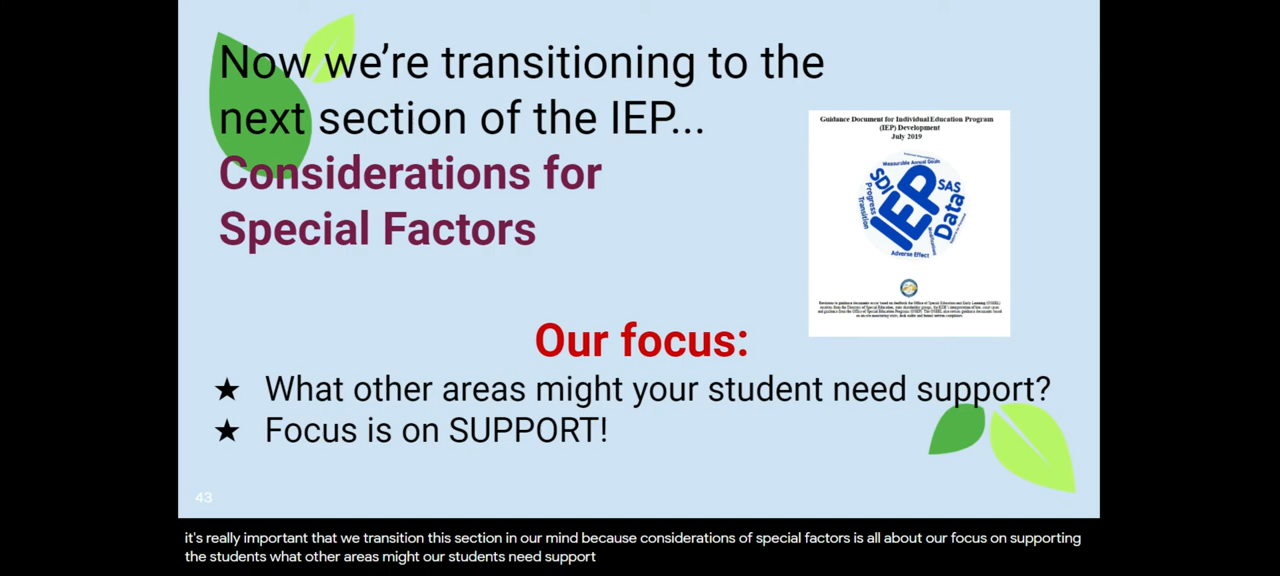 Now we're transitioning to the
next section of the IEP...
Considerations for
Special Factors
Guidance Document for Individual Education Program
(IEP) Development
July 2019
Measurable Annual Goals
SDI
IEP
SAS
Data
Progress
Transition
Adverse Effect
Our focus:
★ What other areas might your student need support?
★ Focus is on SUPPORT!
43
it's really important that we transition this section in our mind because considerations of special factors is all about our focus on supporting
the students what other areas might our students need support